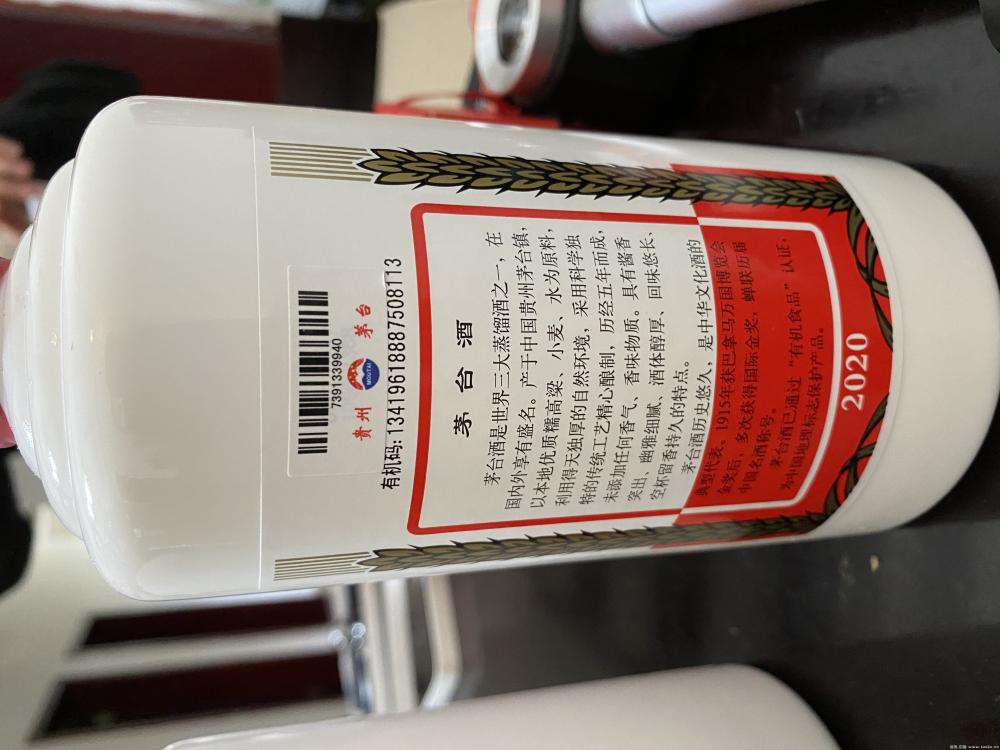 7391339940
贵州 MOUTAI 茅台
有机码: 134196188875081​13
茅台酒
茅台酒是世界三大蒸馏酒之一，在
国内外享有盛名。产于中国贵州茅台镇，
以本地优质糯高粱、小麦、水为原料，
利用得天独厚的自然环境，采用科学独
特的传统工艺精心酿制，历经五年而成，
未添加任何香气、香味物质。具有酱香
突出、幽雅细腻、酒体醇厚、回味悠长、
空杯留香持久的特点。
茅台酒历史悠久，是中华文化酒的
典型代表。1915年获巴拿马万国博览会
金奖后，多次获得国际金奖，蝉联历届
中国名酒称号。
茅台酒已通过“有机食品”认证，
为中国地理标志保护产品。
2020